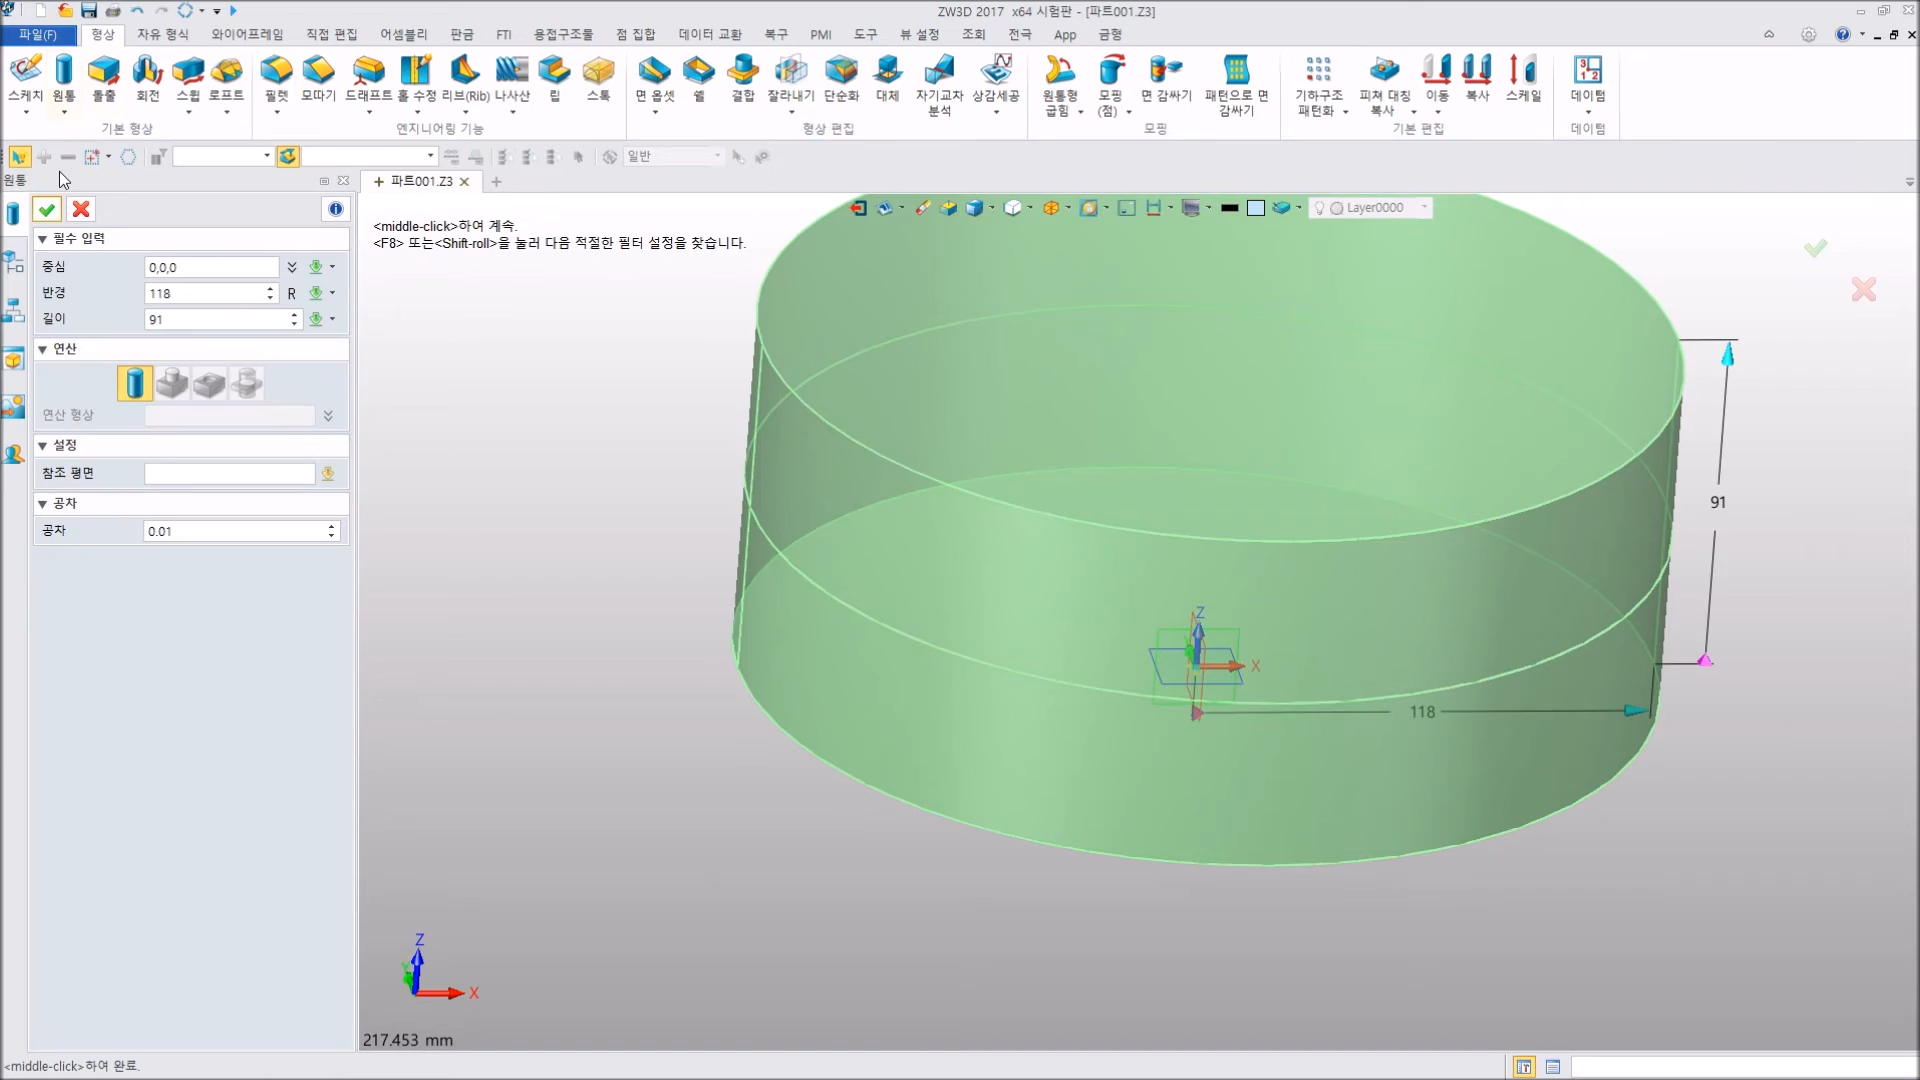 ZW3D 2017 x64 시험판 - [파트001.Z3]
파일(F) 형상 자유 형식 와이어프레임 직접 편집 어셈블리 판금 FTI 용접구조물 점 집합 데이터 교환 복구 PMI 도구 뷰 설정 조회 전극 App 금형
스케치 원통 돌출 회전 스윕 로프트 필렛 모따기 드래프트 홀 수정 리브(Rib) 나사산 립 스톡 면 옵셋 쉘 결합 잘라내기 단순화 대체 자기교차 분석 상감세공 원통형 굽힘 모핑 (점) 면 감싸기 패턴으로 면 감싸기 기하구조 패턴화 피쳐 대칭 복사 이동 복사 스케일 데이텀
기본 형상 엔지니어링 기능 형상 편집 모핑 기본 편집 데이텀
일반
원통
파트001.Z3
<middle-click>하여 계속.
<F8> 또는<Shift-roll>을 눌러 다음 적절한 필터 설정을 찾습니다.
Layer0000
필수 입력
중심 0,0,0
반경 118 R
길이 91
연산
연산 형상
설정
참조 평면
공차
공차 0.01
91
Z
X
118
Z
Y
X
217.453 mm
<middle-click>하여 완료.